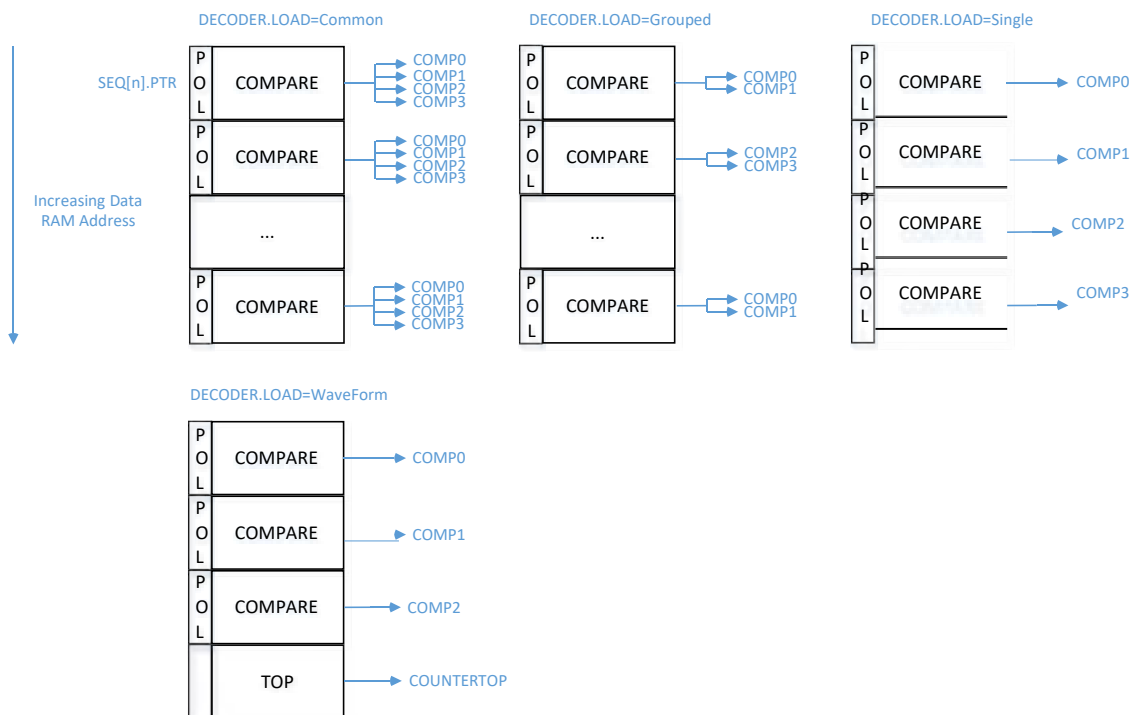 DECODER.LOAD=Common
SEQ[n].PTR
Increasing Data
RAM Address
P
O
L
COMPARE
COMP0
COMP1
COMP2
COMP3
P
O
L
COMPARE
COMP0
COMP1
COMP2
COMP3
...
P
O
L
COMPARE
COMP0
COMP1
COMP2
COMP3
DECODER.LOAD=Grouped
P
O
L
COMPARE
COMP0
COMP1
P
O
L
COMPARE
COMP2
COMP3
...
P
O
L
COMPARE
COMP0
COMP1
DECODER.LOAD=Single
P
O
L
COMPARE
COMP0
P
O
L
COMPARE
COMP1
P
O
L
COMPARE
COMP2
P
O
L
COMPARE
COMP3
DECODER.LOAD=WaveForm
P
O
L
COMPARE
COMP0
P
O
L
COMPARE
COMP1
P
O
L
COMPARE
COMP2
TOP
COUNTERTOP